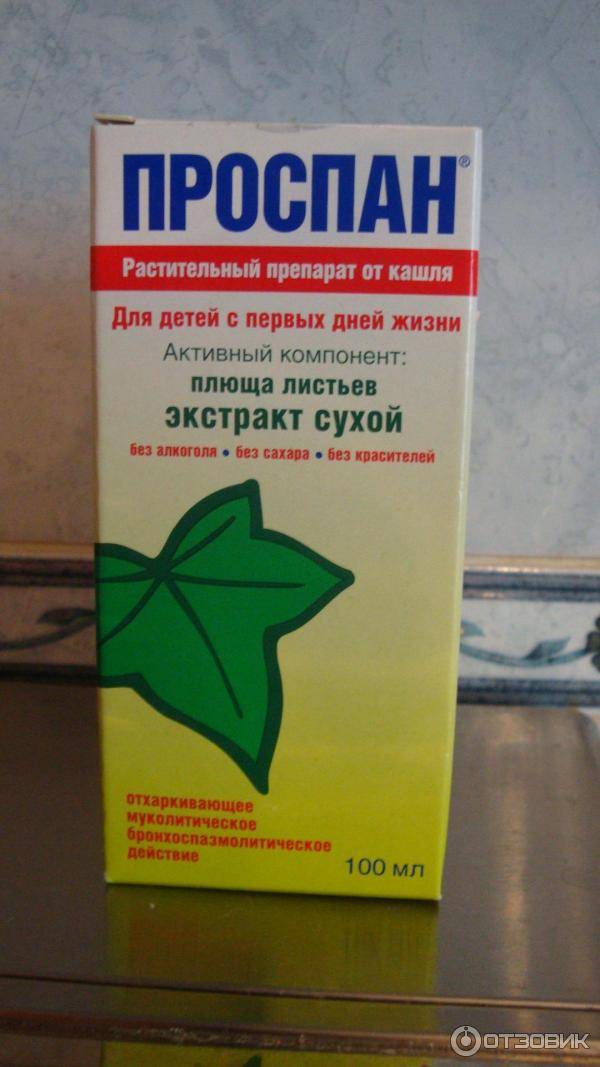 ПРОСПАН®
Растительный препарат от кашля
Для детей с первых дней жизни
Активный компонент:
плюща листьев
экстракт сухой
без алкоголя • без сахара • без красителей
отхаркивающее
муколитическое
бронхоспазмолитическое
действие
100 мл
ОТЗОВИК